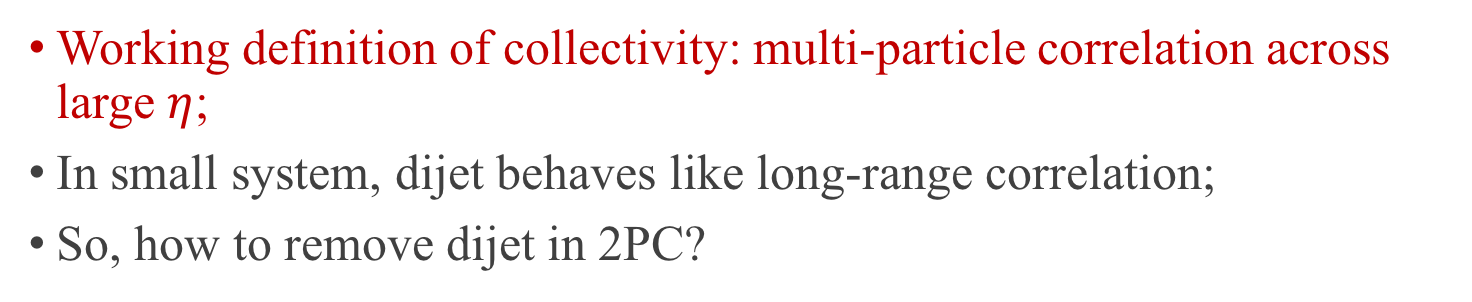 • Working definition of collectivity: multi-particle correlation across
large η;
• In small system, dijet behaves like long-range correlation;
• So, how to remove dijet in 2PC?